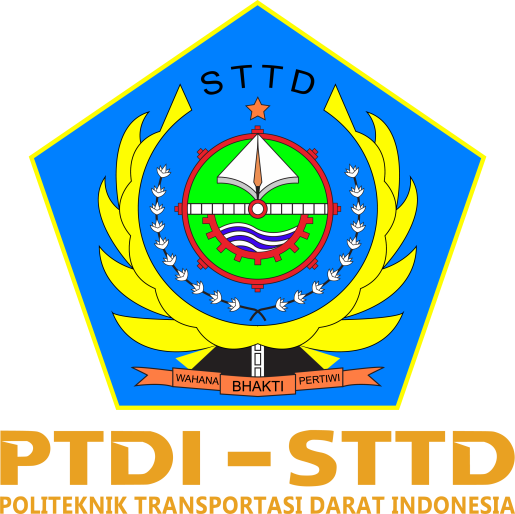 STTD
WAHANA BHAKTI PERTIWI
PTDI - STTD
POLITEKNIK TRANSPORTASI DARAT INDONESIA